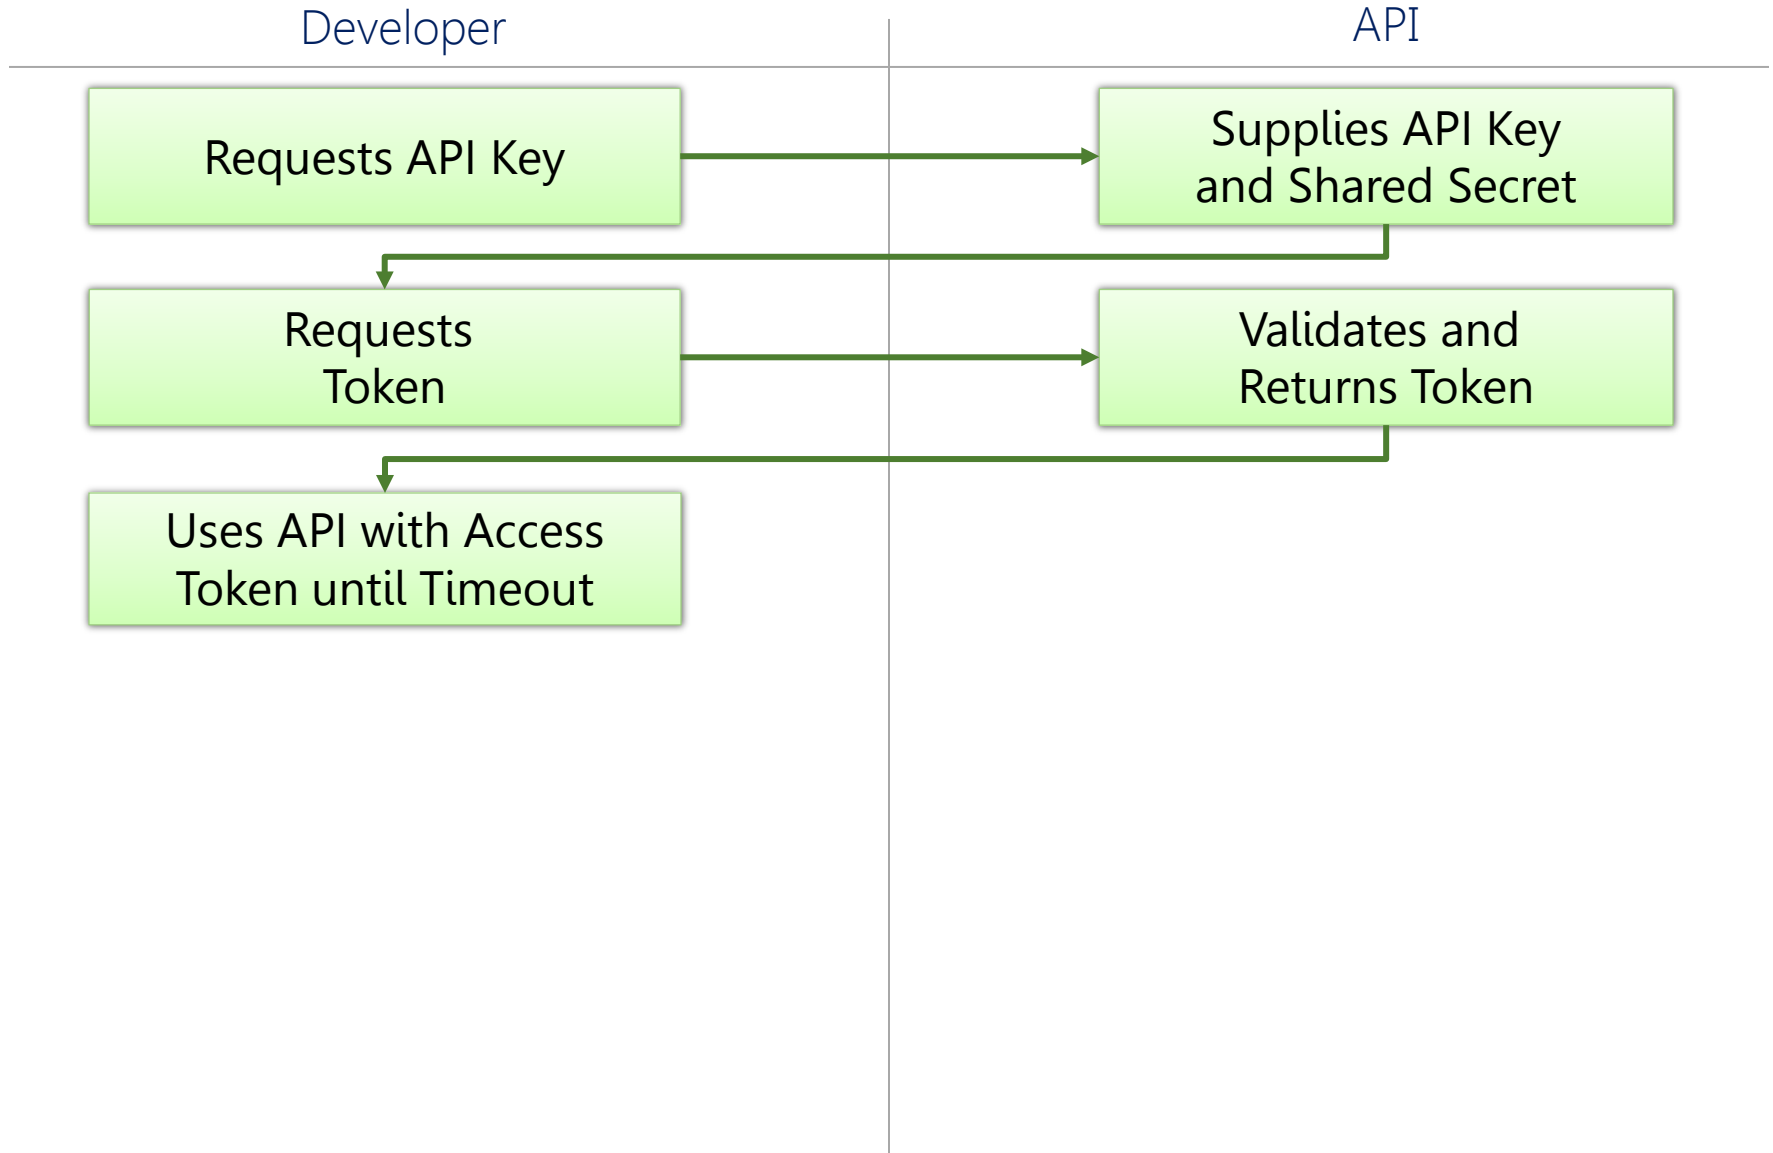 Developer
API
Requests API Key
Supplies API Key
and Shared Secret
Requests
Token
Validates and
Returns Token
Uses API with Access
Token until Timeout